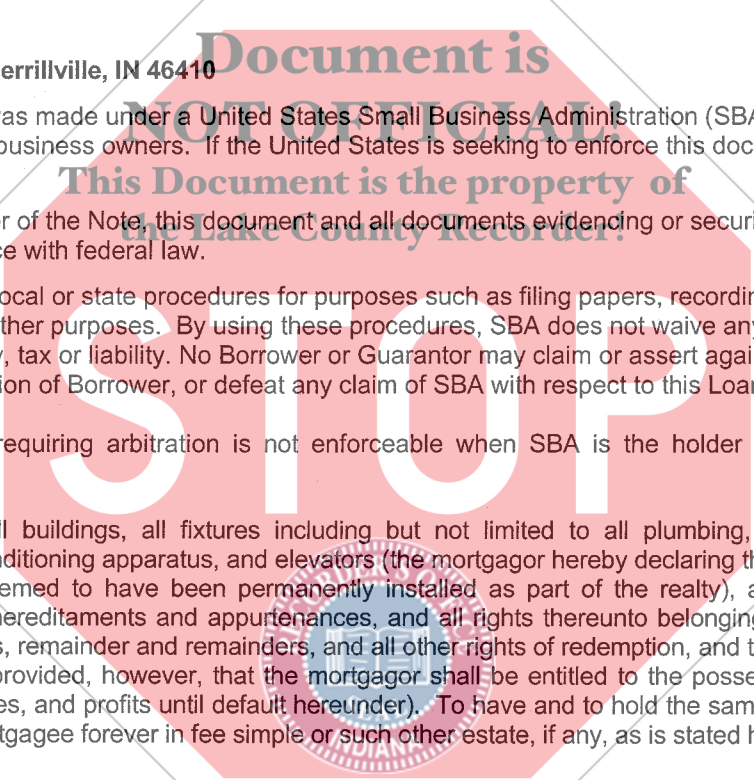 Document is
errillville, IN 46410
NOT OFFICIAL!
as made under a United States Small Business Administration (SBA
business owners. If the United States is seeking to enforce this doc
This Document is the property of
r of the Note, this document and all documents evidencing or securi
the Lake County Recorder!
e with federal law.
ocal or state procedures for purposes such as filing papers, recordin
ther purposes. By using these procedures, SBA does not waive any
, tax or liability. No Borrower or Guarantor may claim or assert agai
ion of Borrower, or defeat any claim of SBA with respect to this Loan
STOP
requiring arbitration is not enforceable when SBA is the holder
ll buildings, all fixtures including but not limited to all plumbing,
nditioning apparatus, and elevators (the mortgagor hereby declaring th
emed to have been permanently installed as part of the realty), a
hereditaments and appurtenances, and all rights thereunto belonging
s, remainder and remainders, and all other rights of redemption, and t
provided, however, that the mortgagor shall be entitled to the posse
es, and profits until default hereunder). To have and to hold the sam
tgagee forever in fee simple or such other estate, if any, as is stated h
RECORDER'S OFFICE
INDIANA